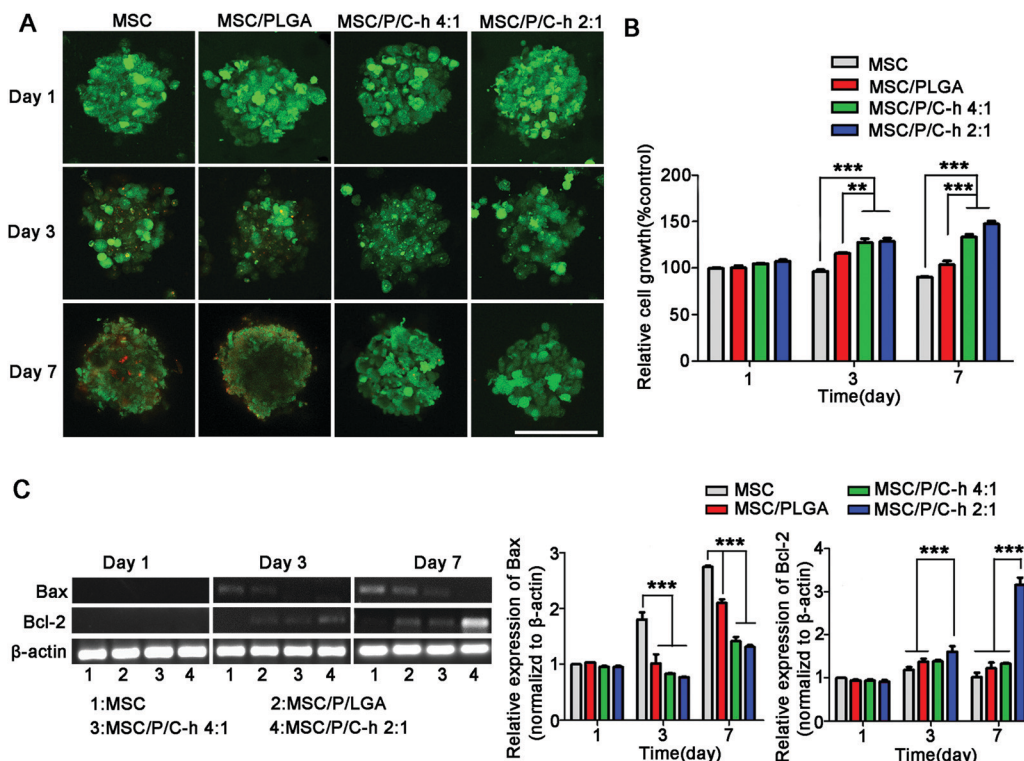 A
MSC MSC/PLGA MSC/P/C-h 4:1 MSC/P/C-h 2:1
Day 1
Day 3
Day 7
B
MSC
MSC/PLGA
MSC/P/C-h 4:1
MSC/P/C-h 2:1
Relative cell growth(%control)
200
150
100
50
0
*** ** *** ***
1 3 7
Time(day)
C
Day 1 Day 3 Day 7
Bax
Bcl-2
β-actin
1 2 3 4 1 2 3 4 1 2 3 4
1:MSC 2:MSC/P/LGA
3:MSC/P/C-h 4:1 4:MSC/P/C-h 2:1
MSC MSC/P/C-h 4:1
MSC/PLGA MSC/P/C-h 2:1
Relative expression of Bax
(normalizd to β-actin)
3
2
1
0
*** ***
1 3 7
Time(day)
Relative expression of Bcl-2
(normalizd to β-actin)
4
3
1
0
*** ***
1 3 7
Time(day)